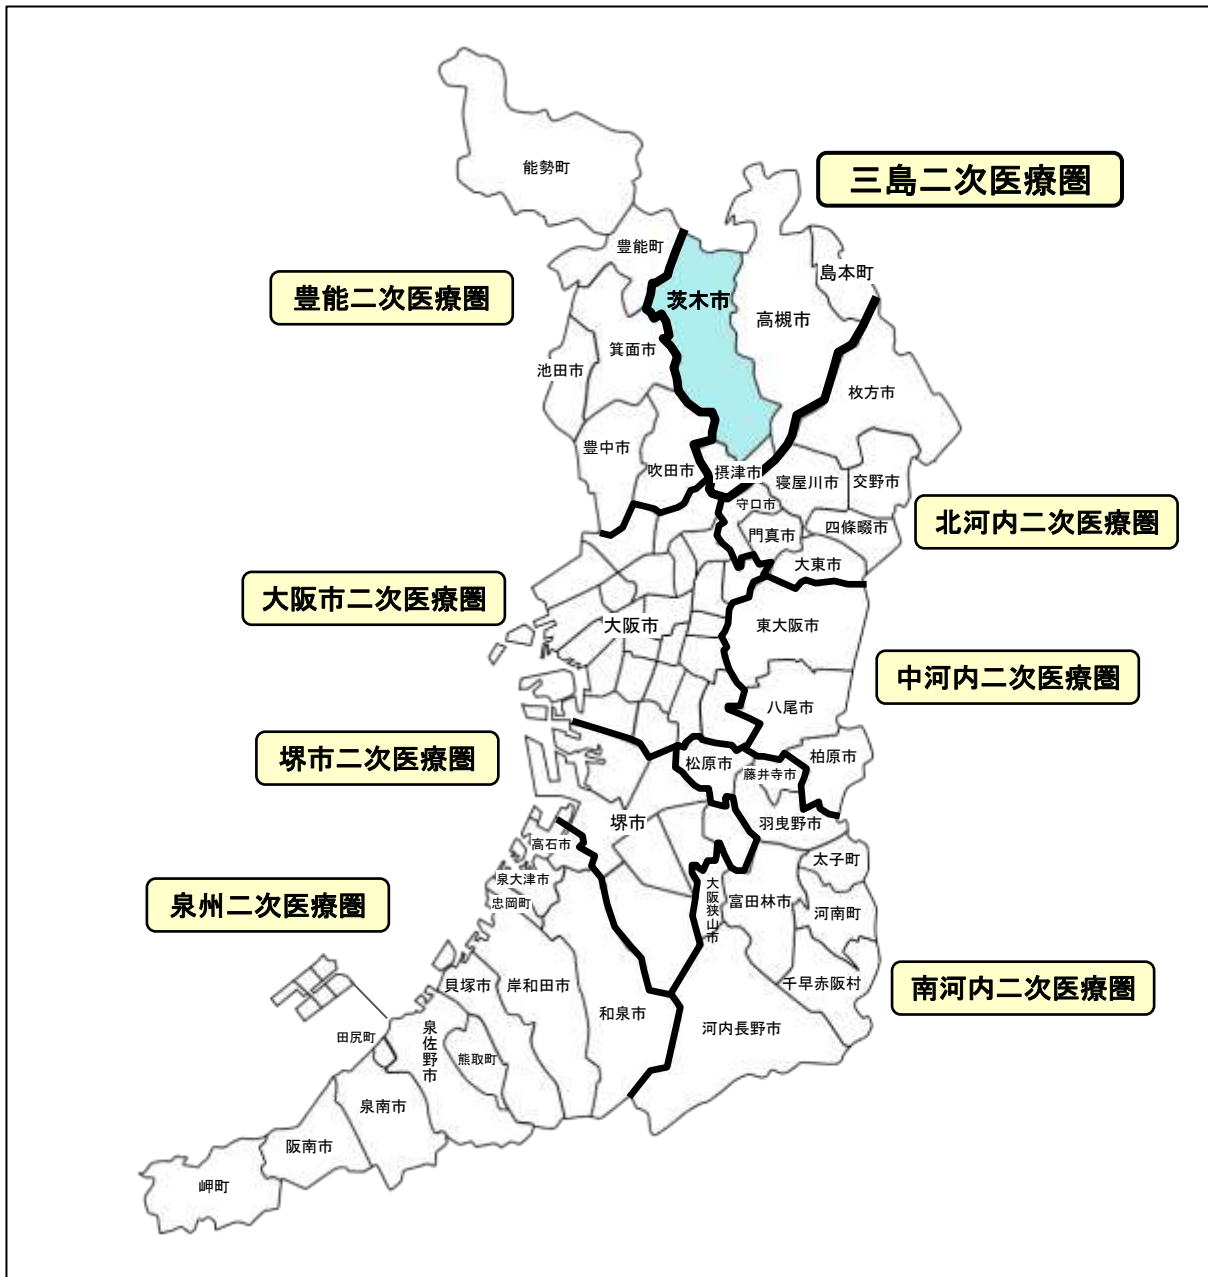 能勢町
三島二次医療圏
豊能町
島本町
豊能二次医療圏
茨木市
高槻市
箕面市
池田市
枚方市
豊中市
吹田市
摂津市
寝屋川市
交野市
守口市
北河内二次医療圏
門真市
四條畷市
大東市
大阪市二次医療圏
大阪市
東大阪市
中河内二次医療圏
八尾市
堺市二次医療圏
松原市
柏原市
藤井寺市
堺市
羽曳野市
高石市
太子町
泉大津市
泉州二次医療圏
忠岡町
大阪狭山市
富田林市
河南町
貝塚市
岸和田市
千早赤阪村
南河内二次医療圏
和泉市
河内長野市
田尻町
泉佐野市
熊取町
泉南市
阪南市
岬町